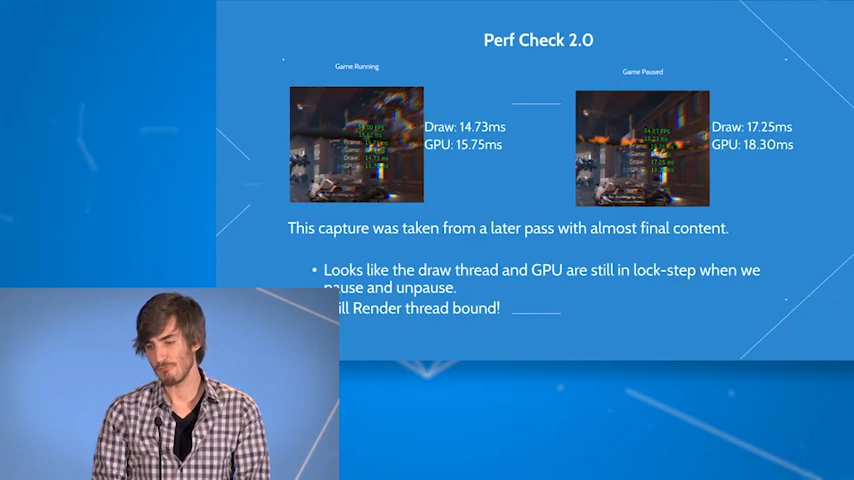 Perf Check 2.0
Game Running
Game Paused
Draw: 14.73ms
GPU: 15.75ms
Draw: 17.25ms
GPU: 18.30ms
This capture was taken from a later pass with almost final content.
• Looks like the draw thread and GPU are still in lock-step when we
pause and unpause.
ill Render thread bound!